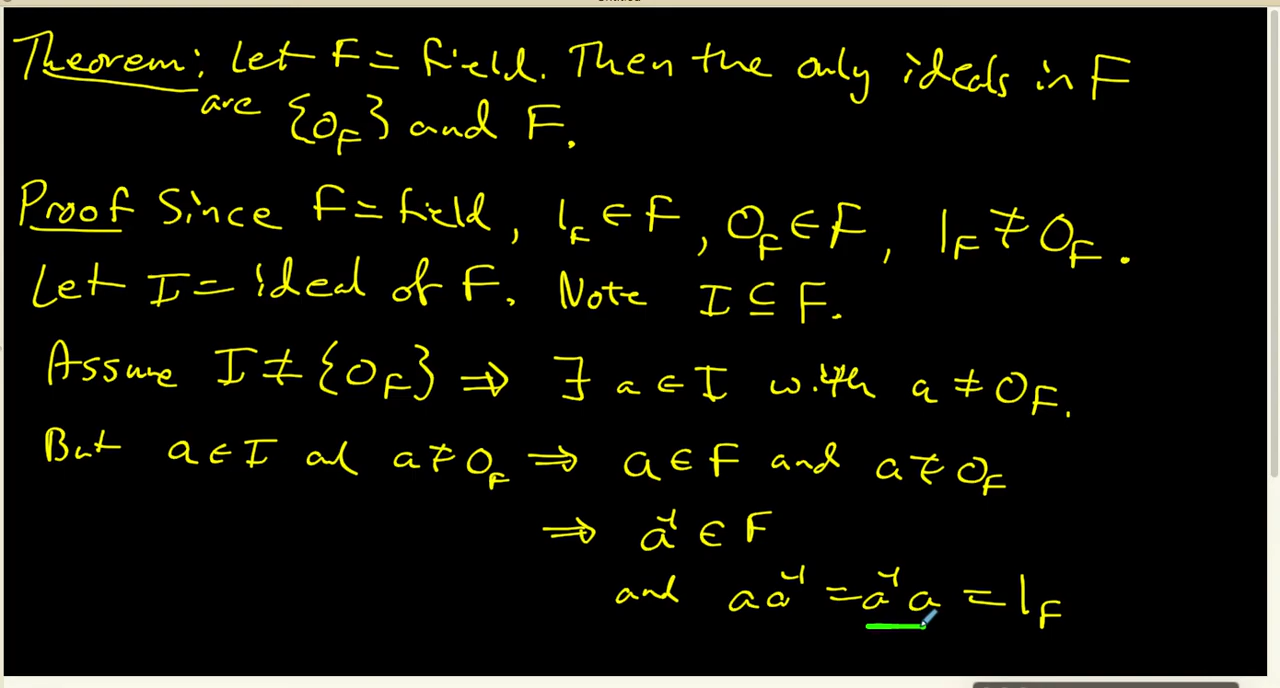 Theorem: Let F = field. Then the only ideals in F
are {0_F} and F.
Proof Since F = field, 1_F ∈ F, 0_F ∈ F, 1_F ≠ 0_F.
Let I = ideal of F. Note I ⊆ F.
Assume I ≠ {0_F} ⇒ ∃ a ∈ I with a ≠ 0_F.
But a ∈ I and a ≠ 0_F ⇒ a ∈ F and a ≠ 0_F
⇒ a⁻¹ ∈ F
and aa⁻¹ = a⁻¹a = 1_F